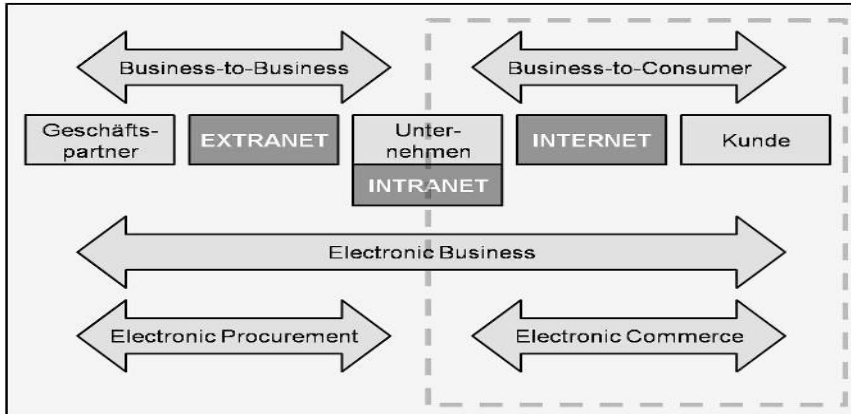 Business-to-Business
Business-to-Consumer
Geschäfts-
partner
EXTRANET
Unter-
nehmen
INTRANET
INTERNET
Kunde
Electronic Business
Electronic Procurement
Electronic Commerce